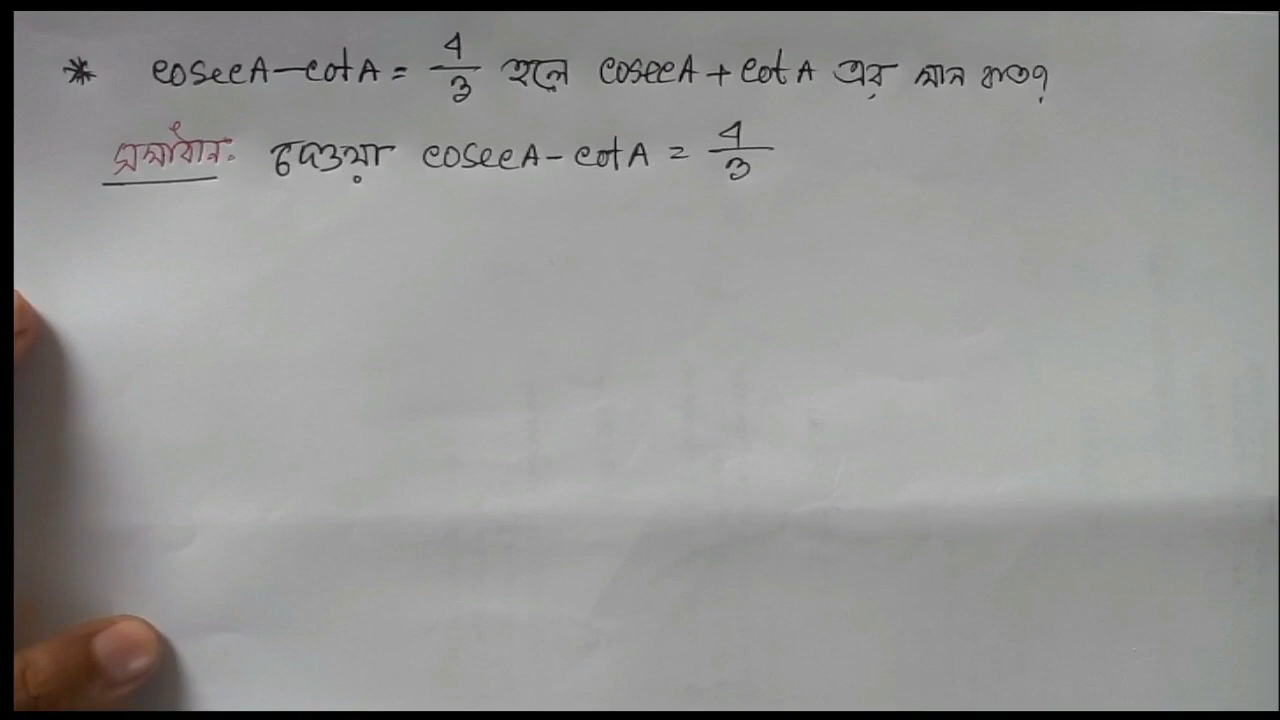 * cosecA - cotA = 4/3 হলে cosecA + cotA এর মান কত?
সমাধান: দেওয়া cosecA - cotA = 4/3